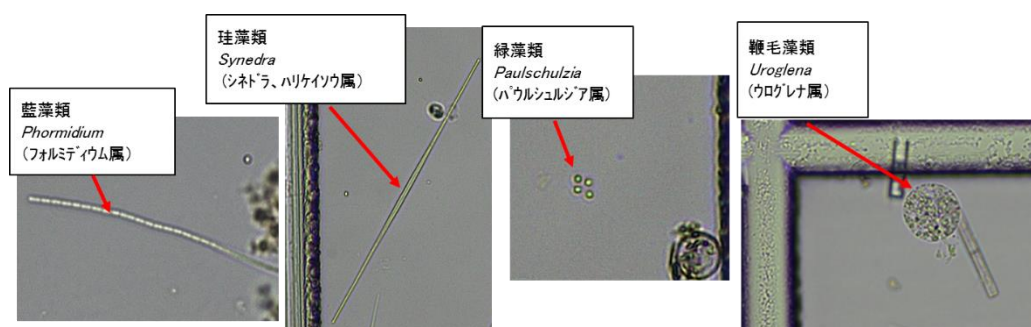 藍藻類
Phormidium
(フォルミディウム属)
珪藻類
Synedra
(シネドラ、ハリケイソウ属)
緑藻類
Paulschulzia
(パウルシュルジア属)
鞭毛藻類
Uroglena
(ウログレナ属)